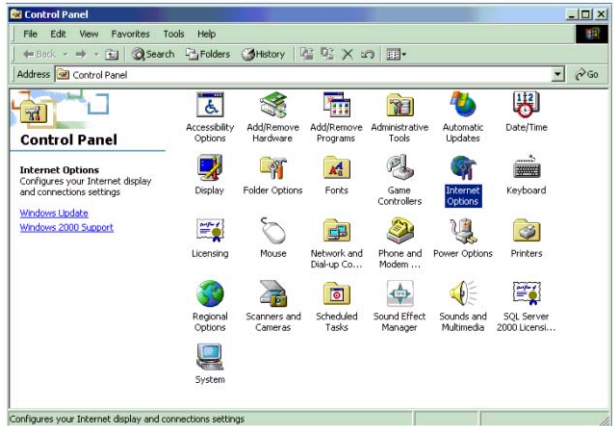 Control Panel
File Edit View Favorites Tools Help
Back Search Folders History
Address Control Panel Go
Control Panel
Internet Options
Configures your Internet display
and connections settings
Windows Update
Windows 2000 Support
Accessibility Options
Add/Remove Hardware
Add/Remove Programs
Administrative Tools
Automatic Updates
Date/Time
Display
Folder Options
Fonts
Game Controllers
Internet Options
Keyboard
Licensing
Mouse
Network and Dial-up Co...
Phone and Modem ...
Power Options
Printers
Regional Options
Scanners and Cameras
Scheduled Tasks
Sound Effect Manager
Sounds and Multimedia
SQL Server 2000 Licensi...
System
Configures your Internet display and connections settings